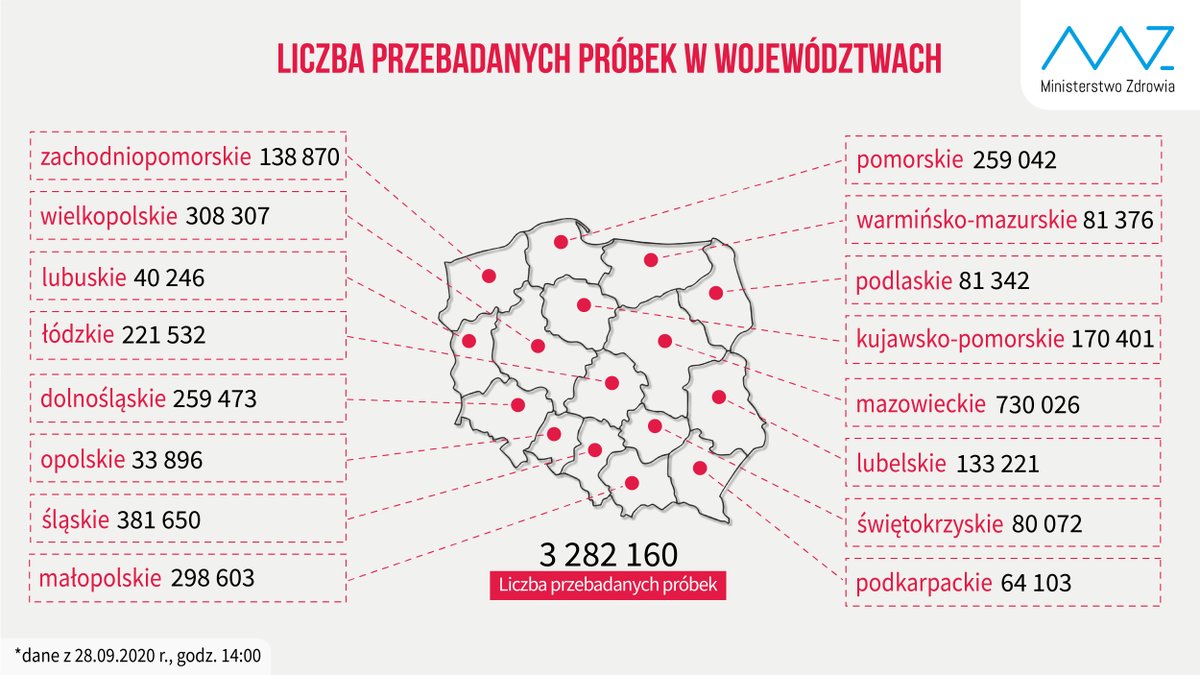 LICZBA PRZEBADANYCH PRÓBEK W WOJEWÓDZTWACH
Ministerstwo Zdrowia
zachodniopomorskie 138 870
wielkopolskie 308 307
lubuskie 40 246
łódzkie 221 532
dolnośląskie 259 473
opolskie 33 896
śląskie 381 650
małopolskie 298 603
pomorskie 259 042
warmińsko-mazurskie 81 376
podlaskie 81 342
kujawsko-pomorskie 170 401
mazowieckie 730 026
lubelskie 133 221
świętokrzyskie 80 072
podkarpackie 64 103
3 282 160
Liczba przebadanych próbek
*dane z 28.09.2020 r., godz. 14:00